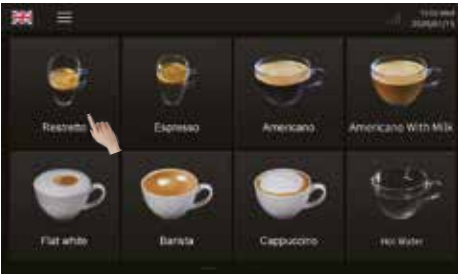 Restretto
Espresso
Americano
Americano With Milk
Flat white
Barista
Cappuccino
Hot Water